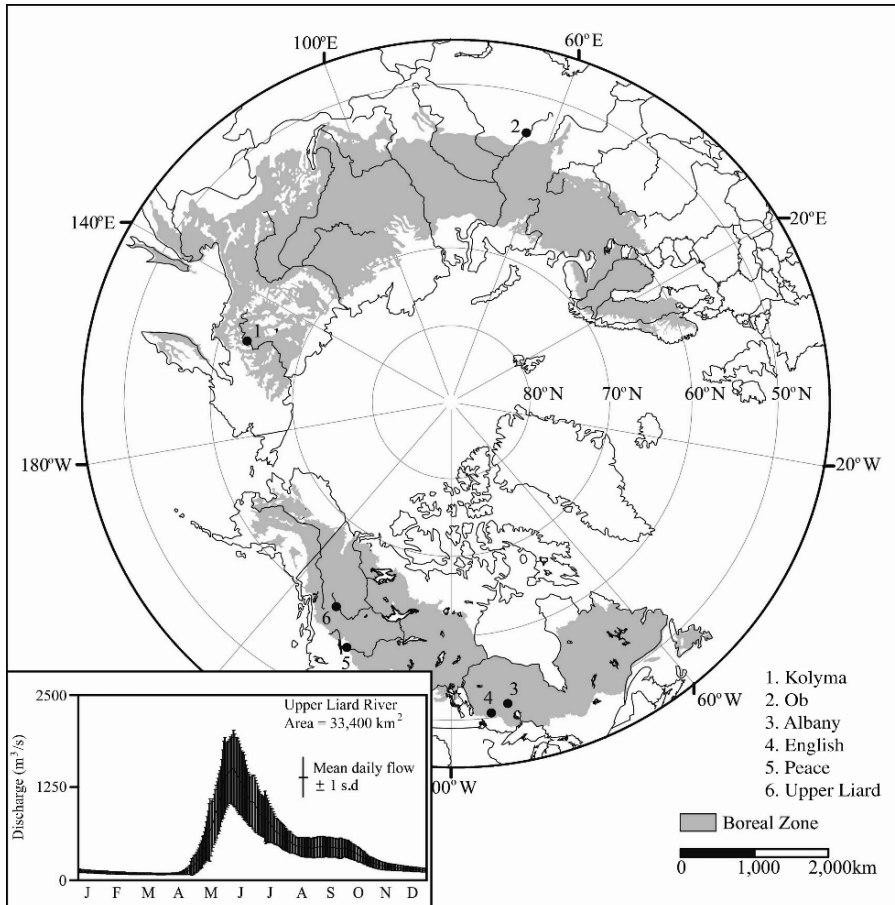 100°E
60°E
2
140°E
20°E
1
80°N
70°N
60°N
50°N
180°W
20°W
6
5
3
4
60°W
00°W
1. Kolyma
2. Ob
3. Albany
4. English
5. Peace
6. Upper Liard
Boreal Zone
0 1,000 2,000km
2500
Upper Liard River
Area = 33,400 km²
Mean daily flow
± 1 s.d
1250
Discharge (m³/s)
0
J F M A M J J A S O N D